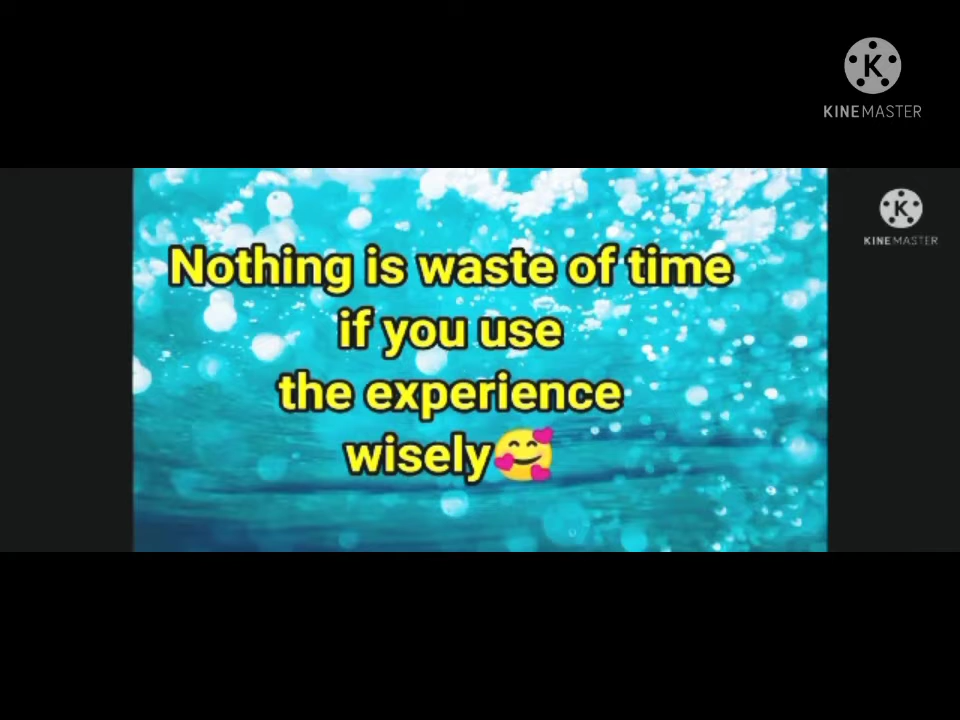 KINEMASTER
KINEMASTER
Nothing is waste of time
if you use
the experience
wisely🥰